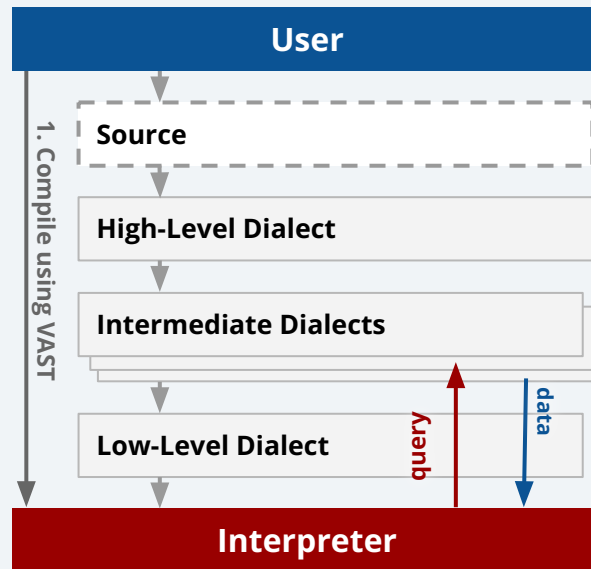 User
1. Compile using VAST
Source
High-Level Dialect
Intermediate Dialects
query
data
Low-Level Dialect
Interpreter